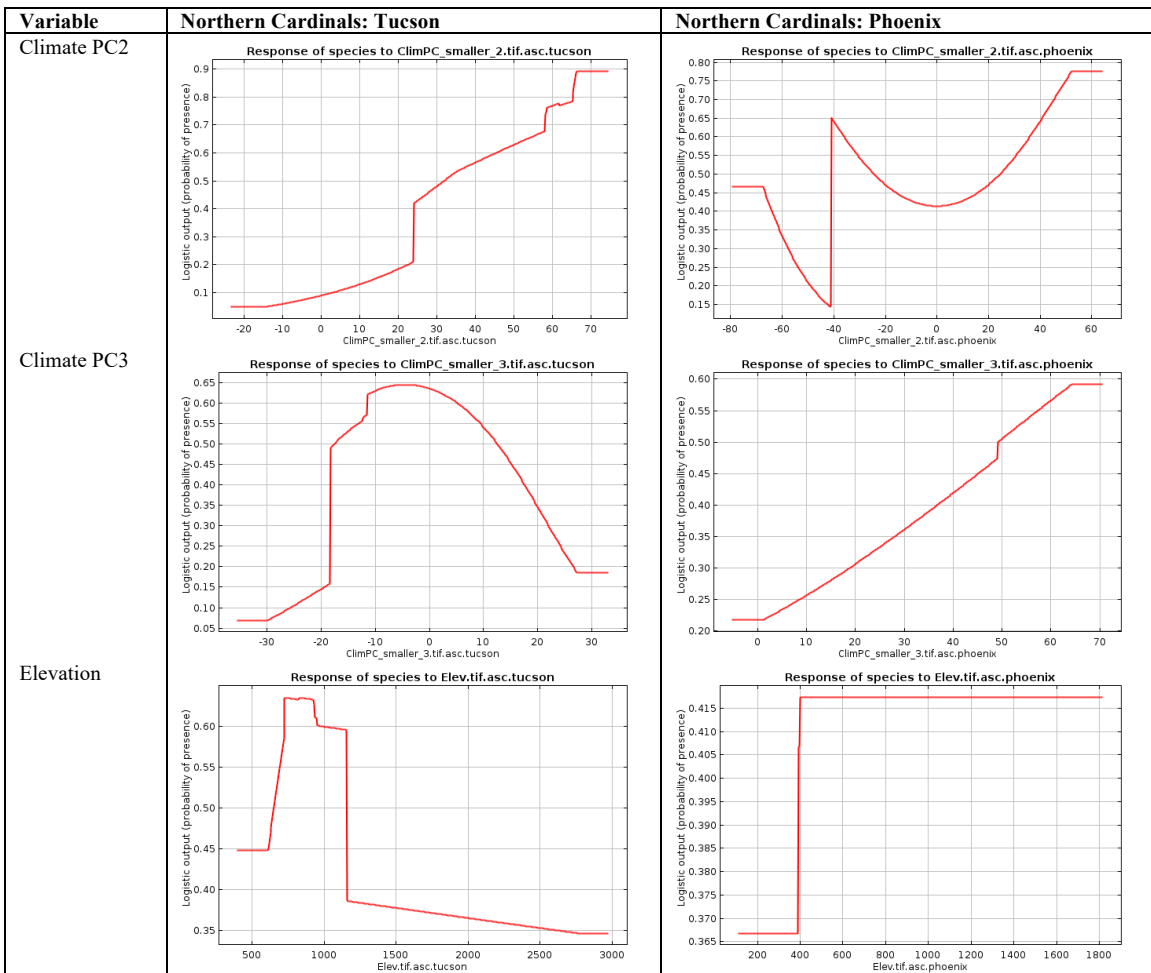 Variable
Northern Cardinals: Tucson
Northern Cardinals: Phoenix
Climate PC2
Response of species to ClimPC_smaller_2.tif.asc.tucson
Logistic output (probability of presence)
0.9
0.8
0.7
0.6
0.5
0.4
0.3
0.2
0.1
-20 -10 0 10 20 30 40 50 60 70
ClimPC_smaller_2.tif.asc.tucson
Response of species to ClimPC_smaller_2.tif.asc.phoenix
Logistic output (probability of presence)
0.80
0.75
0.70
0.65
0.60
0.55
0.50
0.45
0.40
0.35
0.30
0.25
0.20
0.15
-80 -60 -40 -20 0 20 40 60
ClimPC_smaller_2.tif.asc.phoenix
Climate PC3
Response of species to ClimPC_smaller_3.tif.asc.tucson
Logistic output (probability of presence)
0.65
0.60
0.55
0.50
0.45
0.40
0.35
0.30
0.25
0.20
0.15
0.10
0.05
-30 -20 -10 0 10 20 30
ClimPC_smaller_3.tif.asc.tucson
Response of species to ClimPC_smaller_3.tif.asc.phoenix
Logistic output (probability of presence)
0.60
0.55
0.50
0.45
0.40
0.35
0.30
0.25
0.20
0 10 20 30 40 50 60 70
ClimPC_smaller_3.tif.asc.phoenix
Elevation
Response of species to Elev.tif.asc.tucson
Logistic output (probability of presence)
0.60
0.55
0.50
0.45
0.40
0.35
500 1000 1500 2000 2500 3000
Elev.tif.asc.tucson
Response of species to Elev.tif.asc.phoenix
Logistic output (probability of presence)
0.415
0.410
0.405
0.400
0.395
0.390
0.385
0.380
0.375
0.370
0.365
200 400 600 800 1000 1200 1400 1600 1800
Elev.tif.asc.phoenix